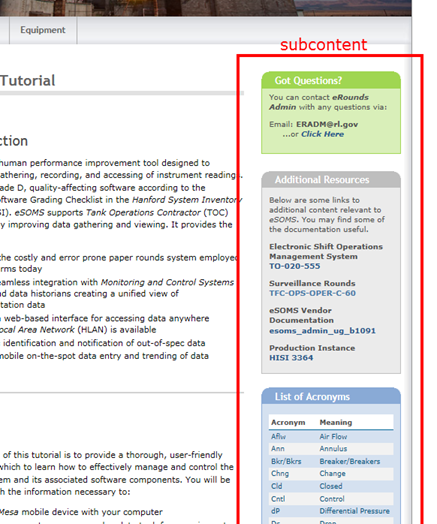 Equipment
subcontent
Tutorial
ction
human performance improvement tool designed to
athering, recording, and accessing of instrument readings.
ade D, quality-affecting software according to the
oftware Grading Checklist in the Hanford System Inventory
SI). eSOMS supports Tank Operations Contractor (TOC)
y improving data gathering and viewing. It provides the
the costly and error prone paper rounds system employed
rms today
eamless integration with Monitoring and Control Systems
nd data historians creating a unified view of
tation data
a web-based interface for accessing data anywhere
ocal Area Network (HLAN) is available
identification and notification of out-of-spec data
mobile on-the-spot data entry and trending of data
of this tutorial is to provide a thorough, user-friendly
which to learn how to effectively manage and control the
em and its associated software components. You will be
h the information necessary to:
Mesa mobile device with your computer
Got Questions?
You can contact eRounds
Admin with any questions via:
Email: ERADM@rl.gov
...or Click Here
Additional Resources
Below are some links to
additional content relevant to
eSOMS. You may find some of
the documentation useful.
Electronic Shift Operations
Management System
TO-020-555
Surveillance Rounds
TFC-OPS-OPER-C-60
eSOMS Vendor
Documentation
esoms_admin_ug_b1091
Production Instance
HISI 3364
List of Acronyms
Acronym Meaning
Aflw Air Flow
Ann Annulus
Bkr/Bkrs Breaker/Breakers
Chng Change
Cld Closed
Cntl Control
dP Differential Pressure